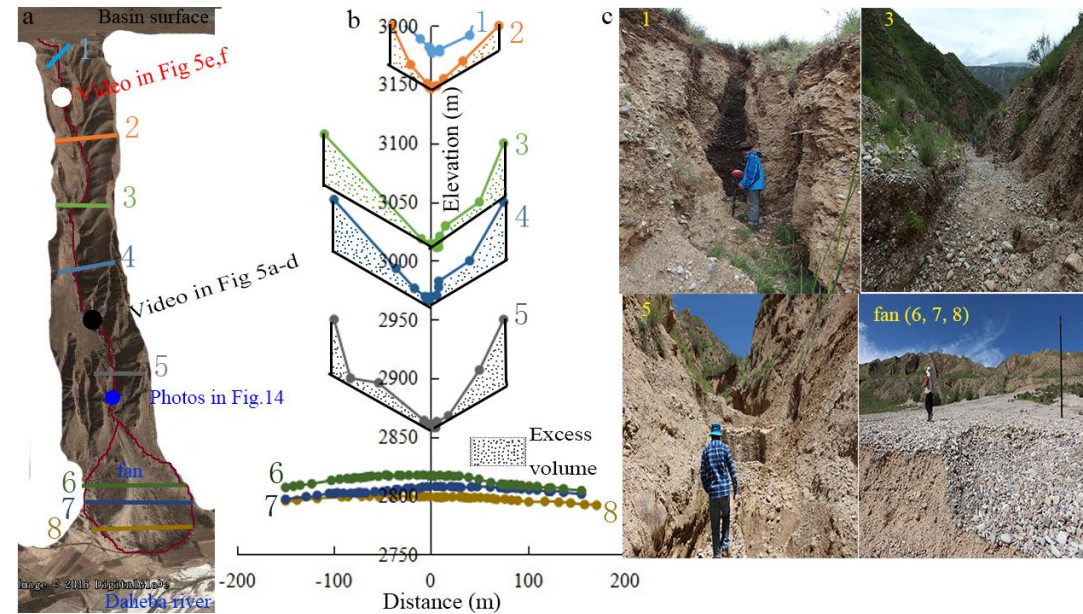 a
Basin surface
1
Video in Fig 5e,f
2
3
4
Video in Fig 5a-d
5
Photos in Fig.14
fan
6
7
8
Image © 2016 DigitalGlobe
Daheba river
b
3200
3150
3100
3050
3000
2950
2900
2850
2800
2750
Elevation (m)
1
2
3
4
5
Excess
volume
6
7
8
-200
-100
0
100
200
Distance (m)
c
1
3
5
fan (6, 7, 8)